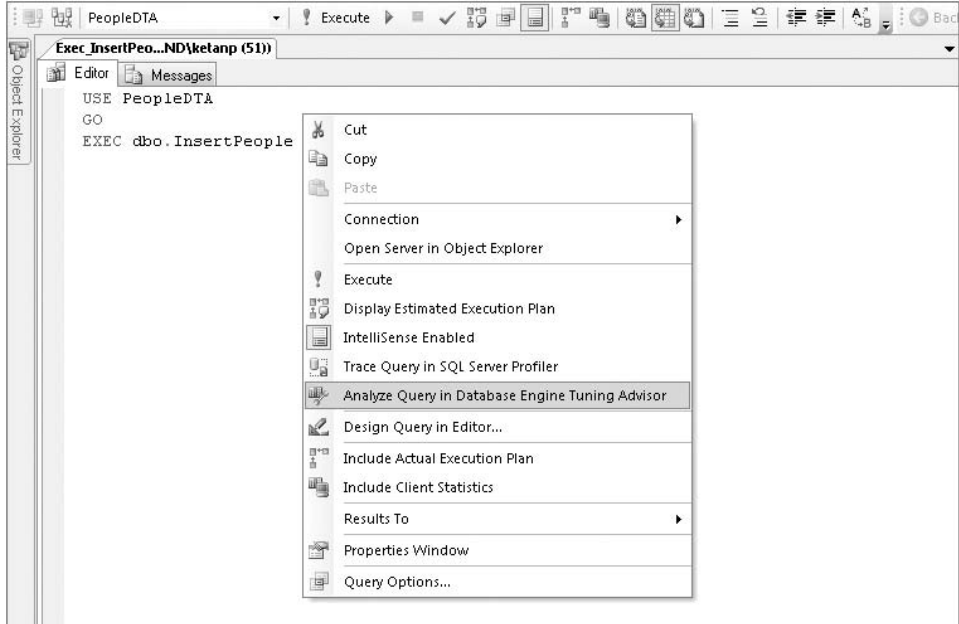 PeopleDTA
Execute
Bac
Exec_InsertPeo...ND\ketanp (51))
Object Explorer
Editor
Messages
USE PeopleDTA
GO
EXEC dbo.InsertPeople
Cut
Copy
Paste
Connection
Open Server in Object Explorer
Execute
Display Estimated Execution Plan
IntelliSense Enabled
Trace Query in SQL Server Profiler
Analyze Query in Database Engine Tuning Advisor
Design Query in Editor...
Include Actual Execution Plan
Include Client Statistics
Results To
Properties Window
Query Options...